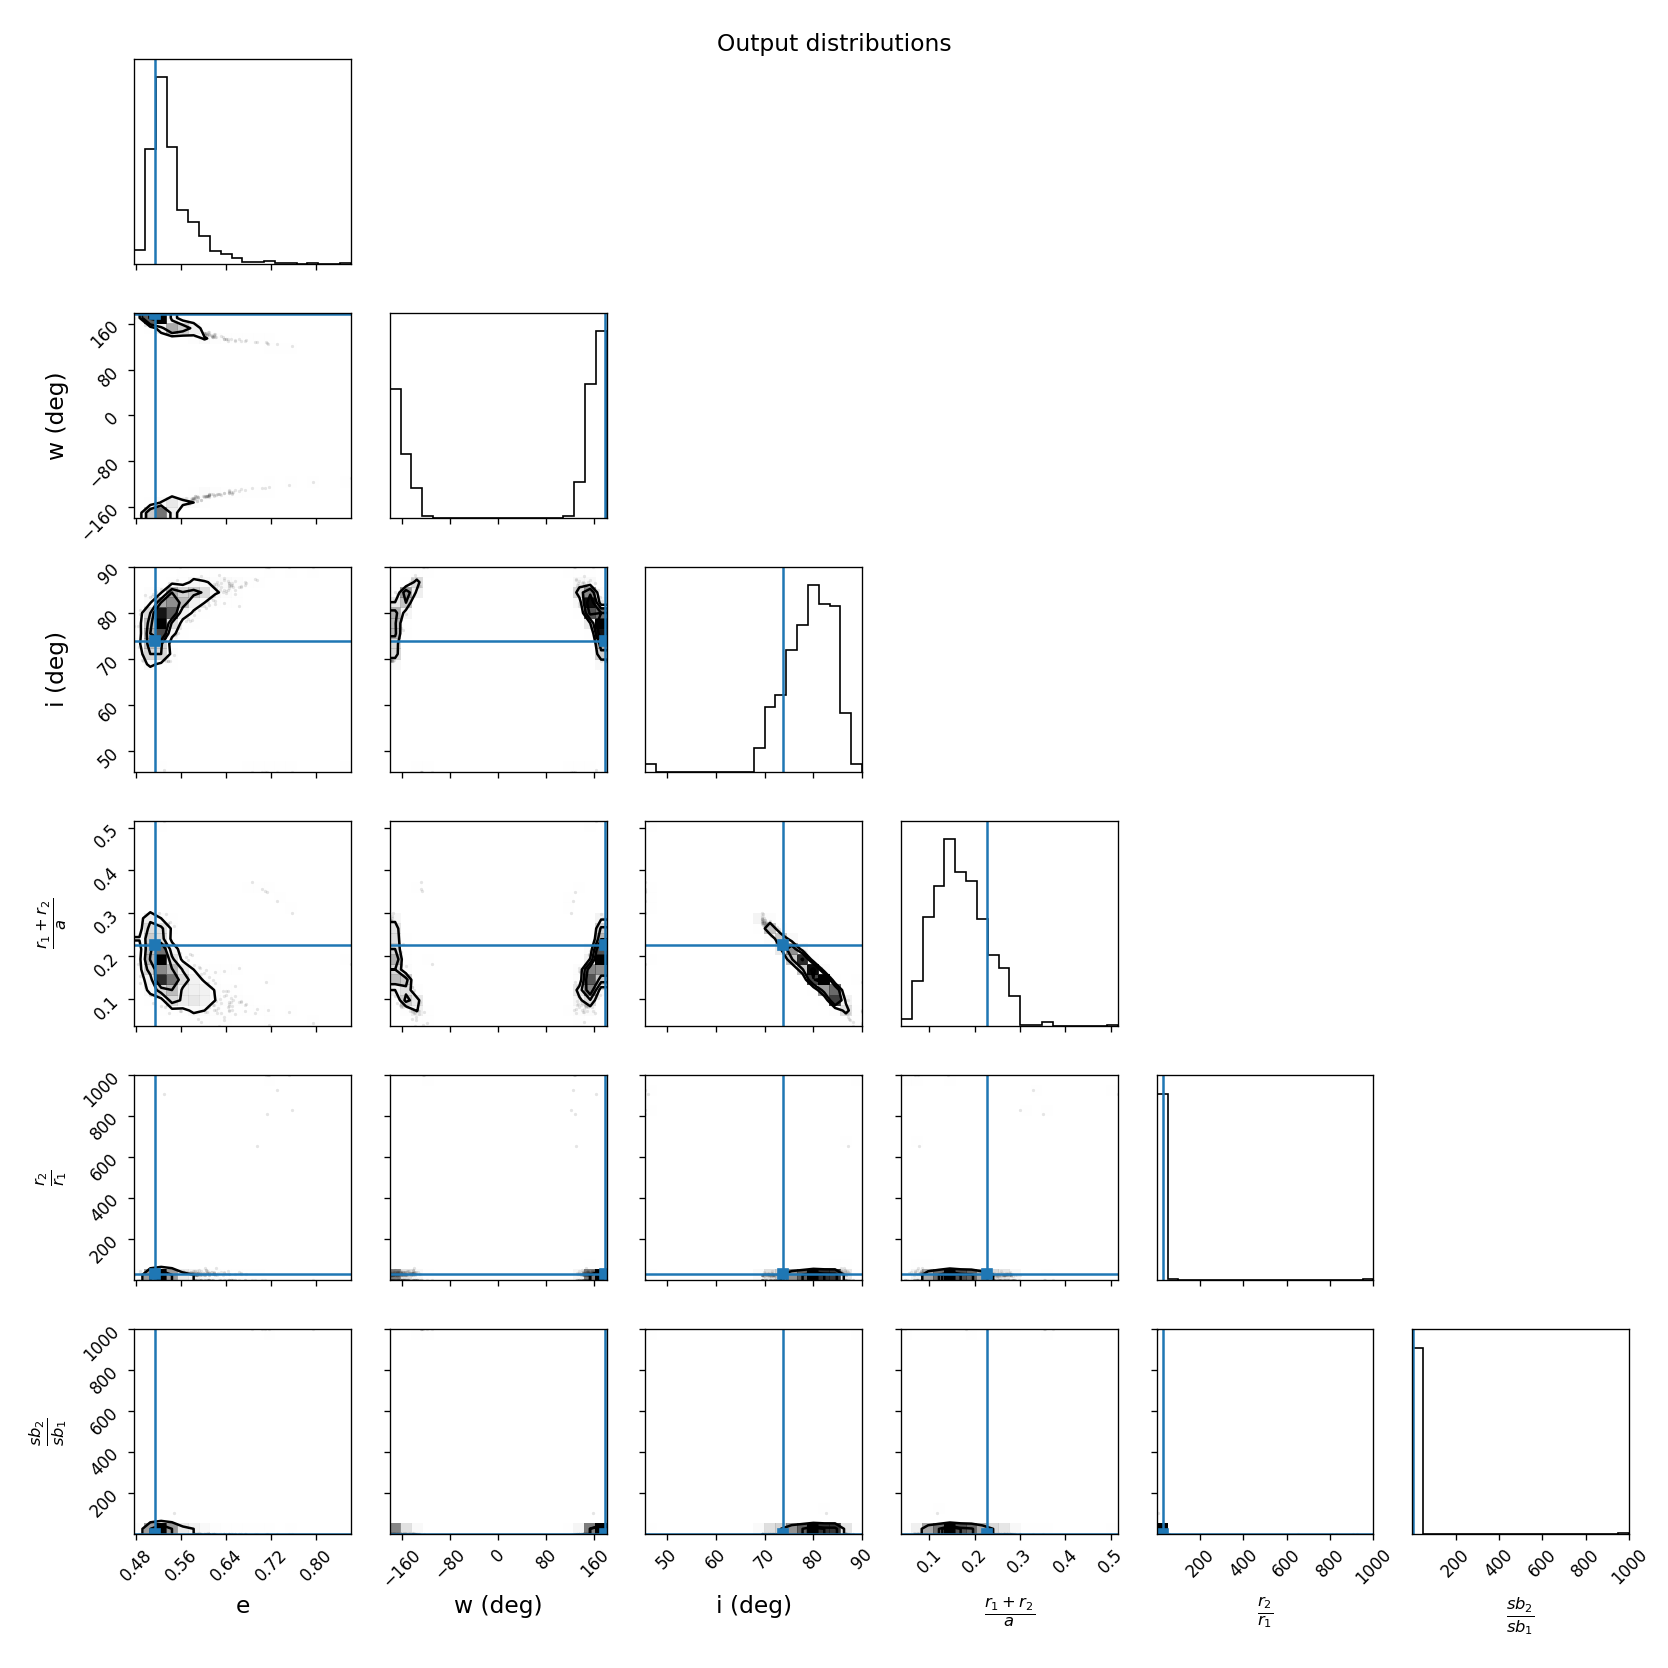 Output distributions
160
80
0
−80
−160
w (deg)
90
80
70
60
50
i (deg)
0.5
0.4
0.3
0.2
0.1
r₁ + r₂
a
1000
800
600
400
200
r₂
r₁
1000
800
600
400
200
sb₂
sb₁
0.48 0.56 0.64 0.72 0.80 −160 −80 0 80 160 50 60 70 80 90 0.1 0.2 0.3 0.4 0.5 200 400 600 800 1000 200 400 600 800 1000
e w (deg) i (deg) r₁ + r₂ r₂ sb₂
a r₁ sb₁